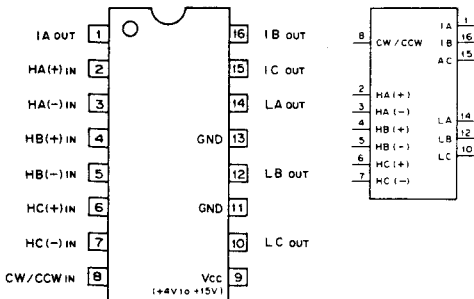 IA OUT 1 16 IB OUT
HA(+) IN 2 15 IC OUT
HA(-) IN 3 14 LA OUT
HB(+) IN 4 GND 13
HB(-) IN 5 12 LB OUT
HC(+) IN 6 GND 11
HC(-) IN 7 10 LC OUT
CW/CCW IN 8 Vcc 9
(+4V to +15V)
IA 1
8 CW/CCW IB 16
AC 15
2 HA(+)
3 HA(-)
4 HB(+) LA 14
5 HB(-) LB 12
6 HC(+) LC 10
7 HC(-)